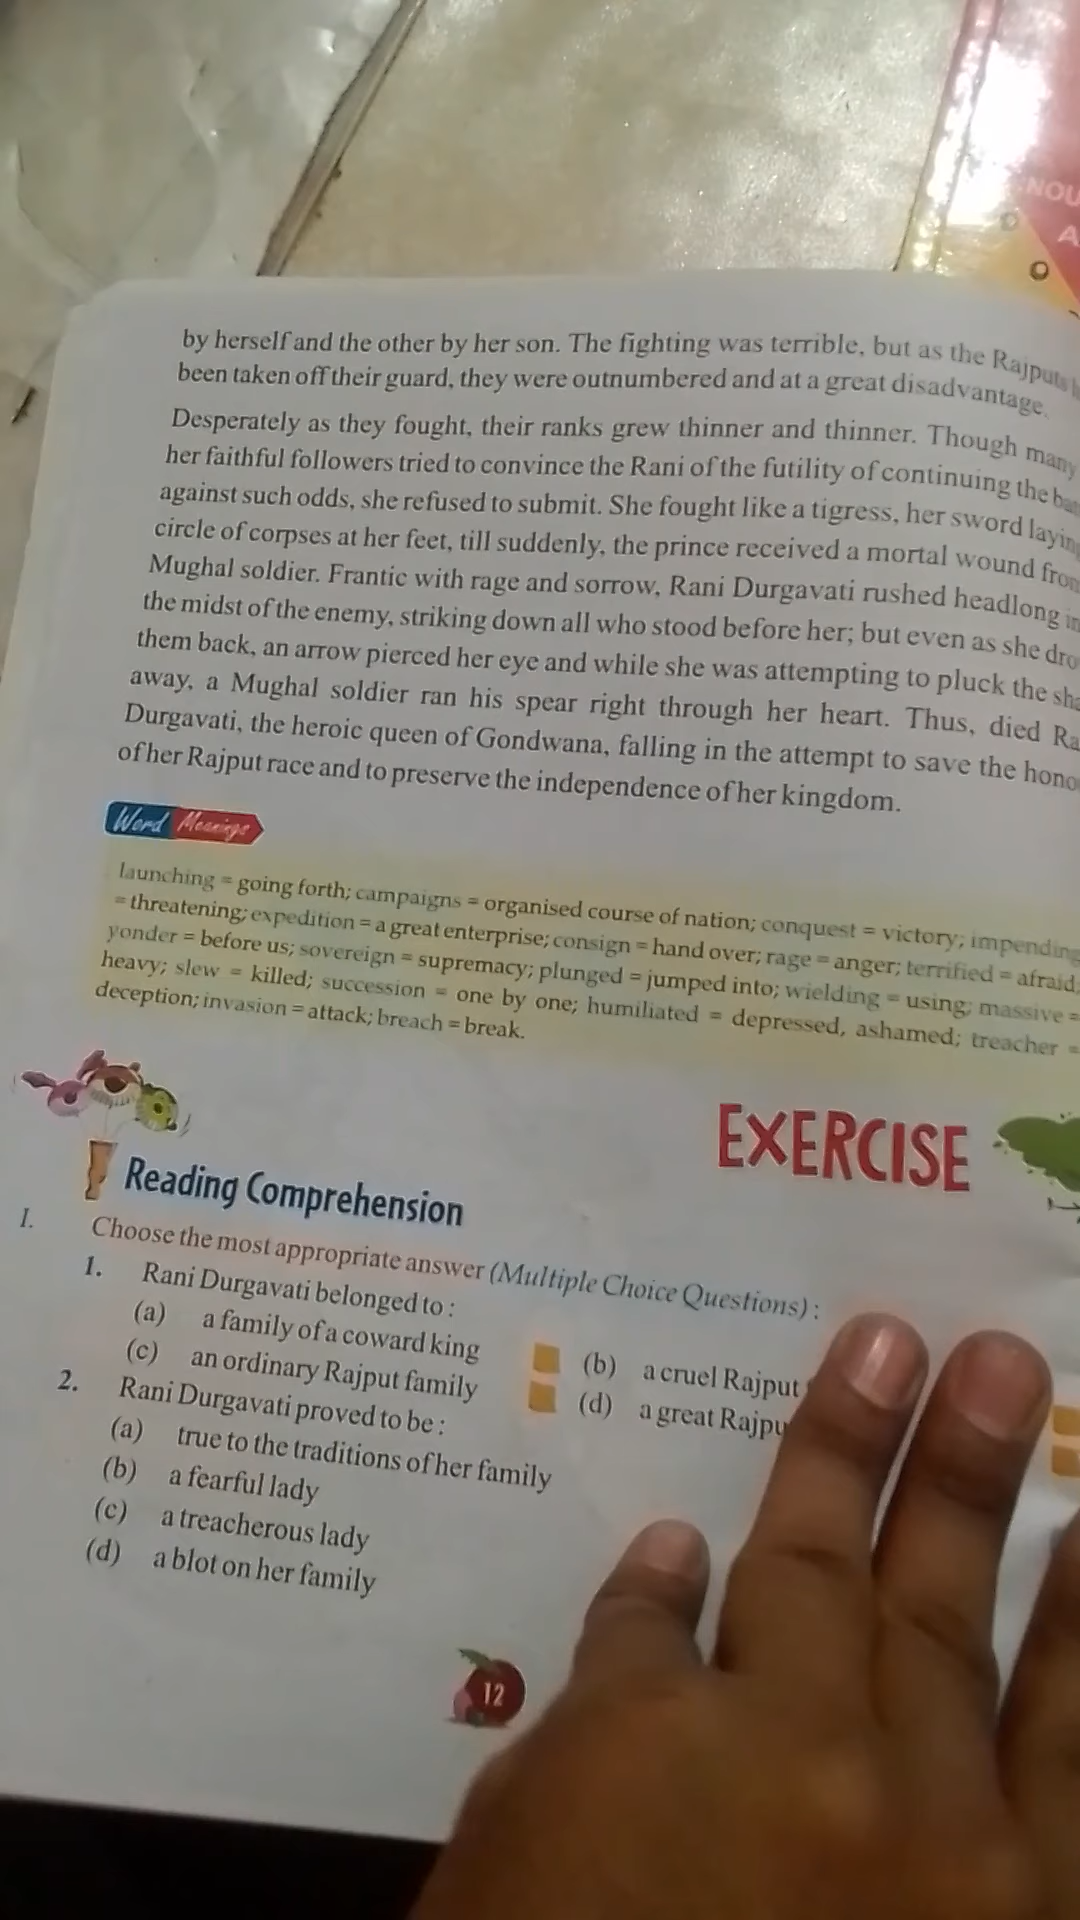 NOU
A
by herself and the other by her son. The fighting was terrible, but as the Rajputs
been taken off their guard, they were outnumbered and at a great disadvantage.
Desperately as they fought, their ranks grew thinner and thinner. Though many
her faithful followers tried to convince the Rani of the futility of continuing the
against such odds, she refused to submit. She fought like a tigress, her sword
circle of corpses at her feet, till suddenly, the prince received a mortal wound from
Mughal soldier. Frantic with rage and sorrow, Rani Durgavati rushed headlong
the midst of the enemy, striking down all who stood before her; but even as she
them back, an arrow pierced her eye and while she was attempting to pluck the
away, a Mughal soldier ran his spear right through her heart. Thus, died
Durgavati, the heroic queen of Gondwana, falling in the attempt to save the
of her Rajput race and to preserve the independence of her kingdom.
Word Meanings
launching = going forth; campaigns = organised course of nation; conquest = victory; impending
= threatening; expedition = a great enterprise; consign = hand over; rage = anger; terrified = afraid;
yonder = before us; sovereign = supremacy; plunged = jumped into; wielding = using; massive =
heavy; slew = killed; succession = one by one; humiliated = depressed, ashamed; treacher =
deception; invasion = attack; breach = break.
EXERCISE
Reading Comprehension
I. Choose the most appropriate answer (Multiple Choice Questions) :
1. Rani Durgavati belonged to :
(a) a family of a coward king
(b) a cruel Rajput
(c) an ordinary Rajput family
(d) a great
2. Rani Durgavati proved to be :
(a) true to the traditions of her family
(b) a fearful lady
(c) a treacherous lady
(d) a blot on her family
12